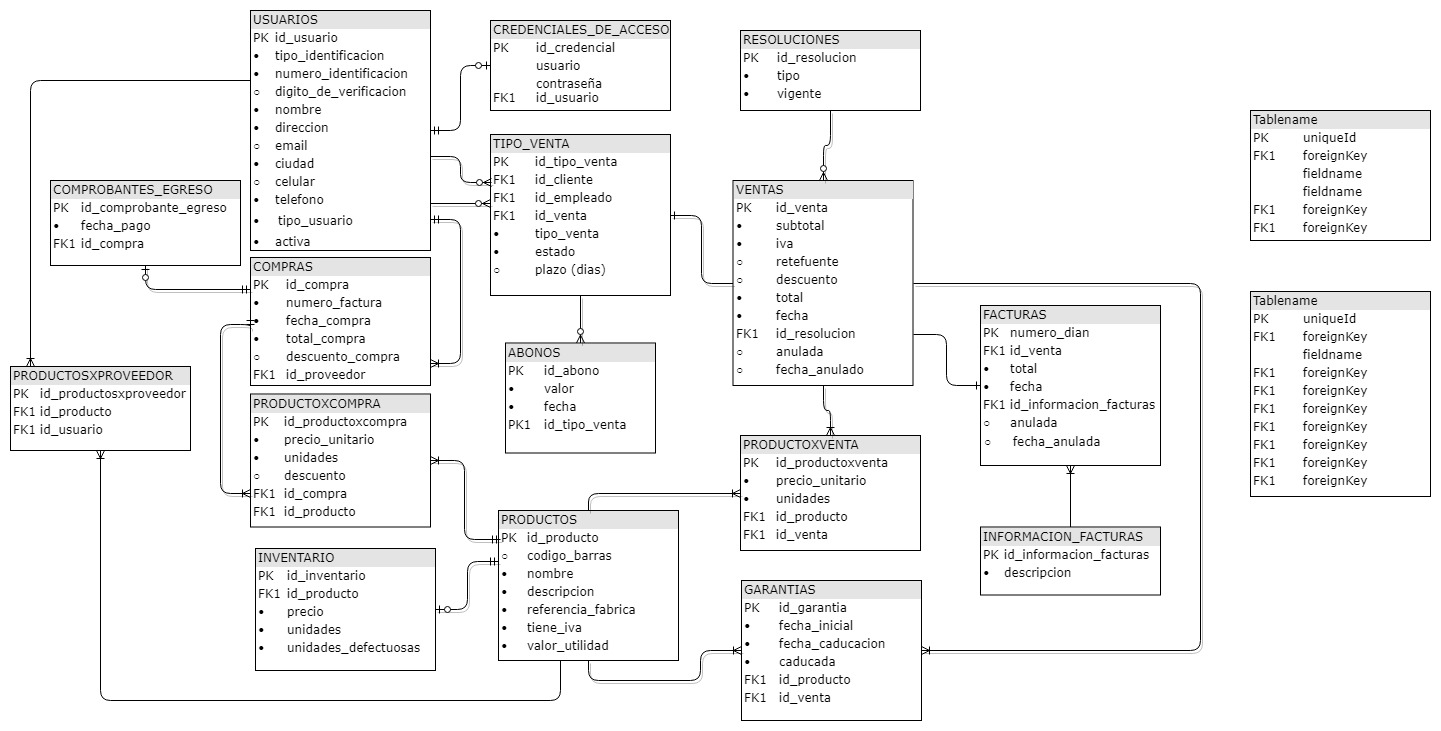 USUARIOS
PK id_usuario
• tipo_identificacion
• numero_identificacion
○ digito_de_verificacion
• nombre
• direccion
○ email
• ciudad
○ celular
• telefono
• tipo_usuario
• activa
CREDENCIALES_DE_ACCESO
PK id_credencial
usuario
contraseña
FK1 id_usuario
RESOLUCIONES
PK id_resolucion
• tipo
• vigente
Tablename
PK uniqueId
FK1 foreignKey
fieldname
fieldname
FK1 foreignKey
FK1 foreignKey
TIPO_VENTA
PK id_tipo_venta
FK1 id_cliente
FK1 id_empleado
FK1 id_venta
• tipo_venta
• estado
○ plazo (dias)
COMPROBANTES_EGRESO
PK id_comprobante_egreso
• fecha_pago
FK1 id_compra
VENTAS
PK id_venta
• subtotal
• iva
○ retefuente
○ descuento
• total
• fecha
FK1 id_resolucion
○ anulada
○ fecha_anulado
COMPRAS
PK id_compra
• numero_factura
• fecha_compra
• total_compra
○ descuento_compra
FK1 id_proveedor
Tablename
PK uniqueId
FK1 foreignKey
fieldname
FK1 foreignKey
FK1 foreignKey
FK1 foreignKey
FK1 foreignKey
FK1 foreignKey
FK1 foreignKey
FK1 foreignKey
FACTURAS
PK numero_dian
FK1 id_venta
• total
• fecha
FK1 id_informacion_facturas
○ anulada
○ fecha_anulada
ABONOS
PK id_abono
• valor
• fecha
PK1 id_tipo_venta
PRODUCTOSXPROVEEDOR
PK id_productosxproveedor
FK1 id_producto
FK1 id_usuario
PRODUCTOXCOMPRA
PK id_productoxcompra
• precio_unitario
• unidades
○ descuento
FK1 id_compra
FK1 id_producto
PRODUCTOXVENTA
PK id_productoxventa
• precio_unitario
• unidades
FK1 id_producto
FK1 id_venta
PRODUCTOS
PK id_producto
○ codigo_barras
• nombre
• descripcion
• referencia_fabrica
• tiene_iva
• valor_utilidad
INFORMACION_FACTURAS
PK id_informacion_facturas
• descripcion
INVENTARIO
PK id_inventario
FK1 id_producto
• precio
• unidades
• unidades_defectuosas
GARANTIAS
PK id_garantia
• fecha_inicial
• fecha_caducacion
• caducada
FK1 id_producto
FK1 id_venta